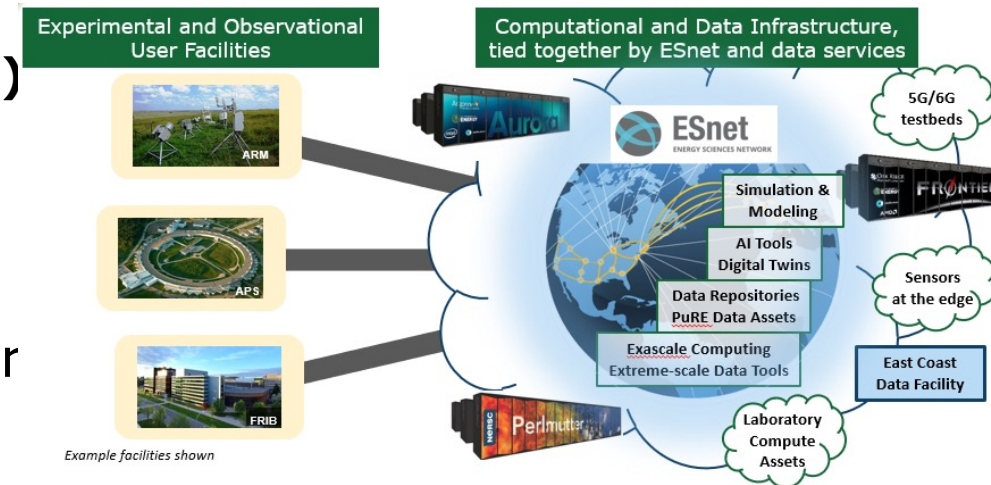 )
r
Experimental and Observational
User Facilities
ARM
APS
FRIB
Example facilities shown
Computational and Data Infrastructure,
tied together by ESnet and data services
Aurora
ESnet
ENERGY SCIENCES NETWORK
Simulation &
Modeling
AI Tools
Digital Twins
Data Repositories
PuRE Data Assets
Exascale Computing
Extreme-scale Data Tools
NERSC
Perlmutter
5G/6G
testbeds
FRONTIER
AMD
Sensors
at the edge
East Coast
Data Facility
Laboratory
Compute
Assets